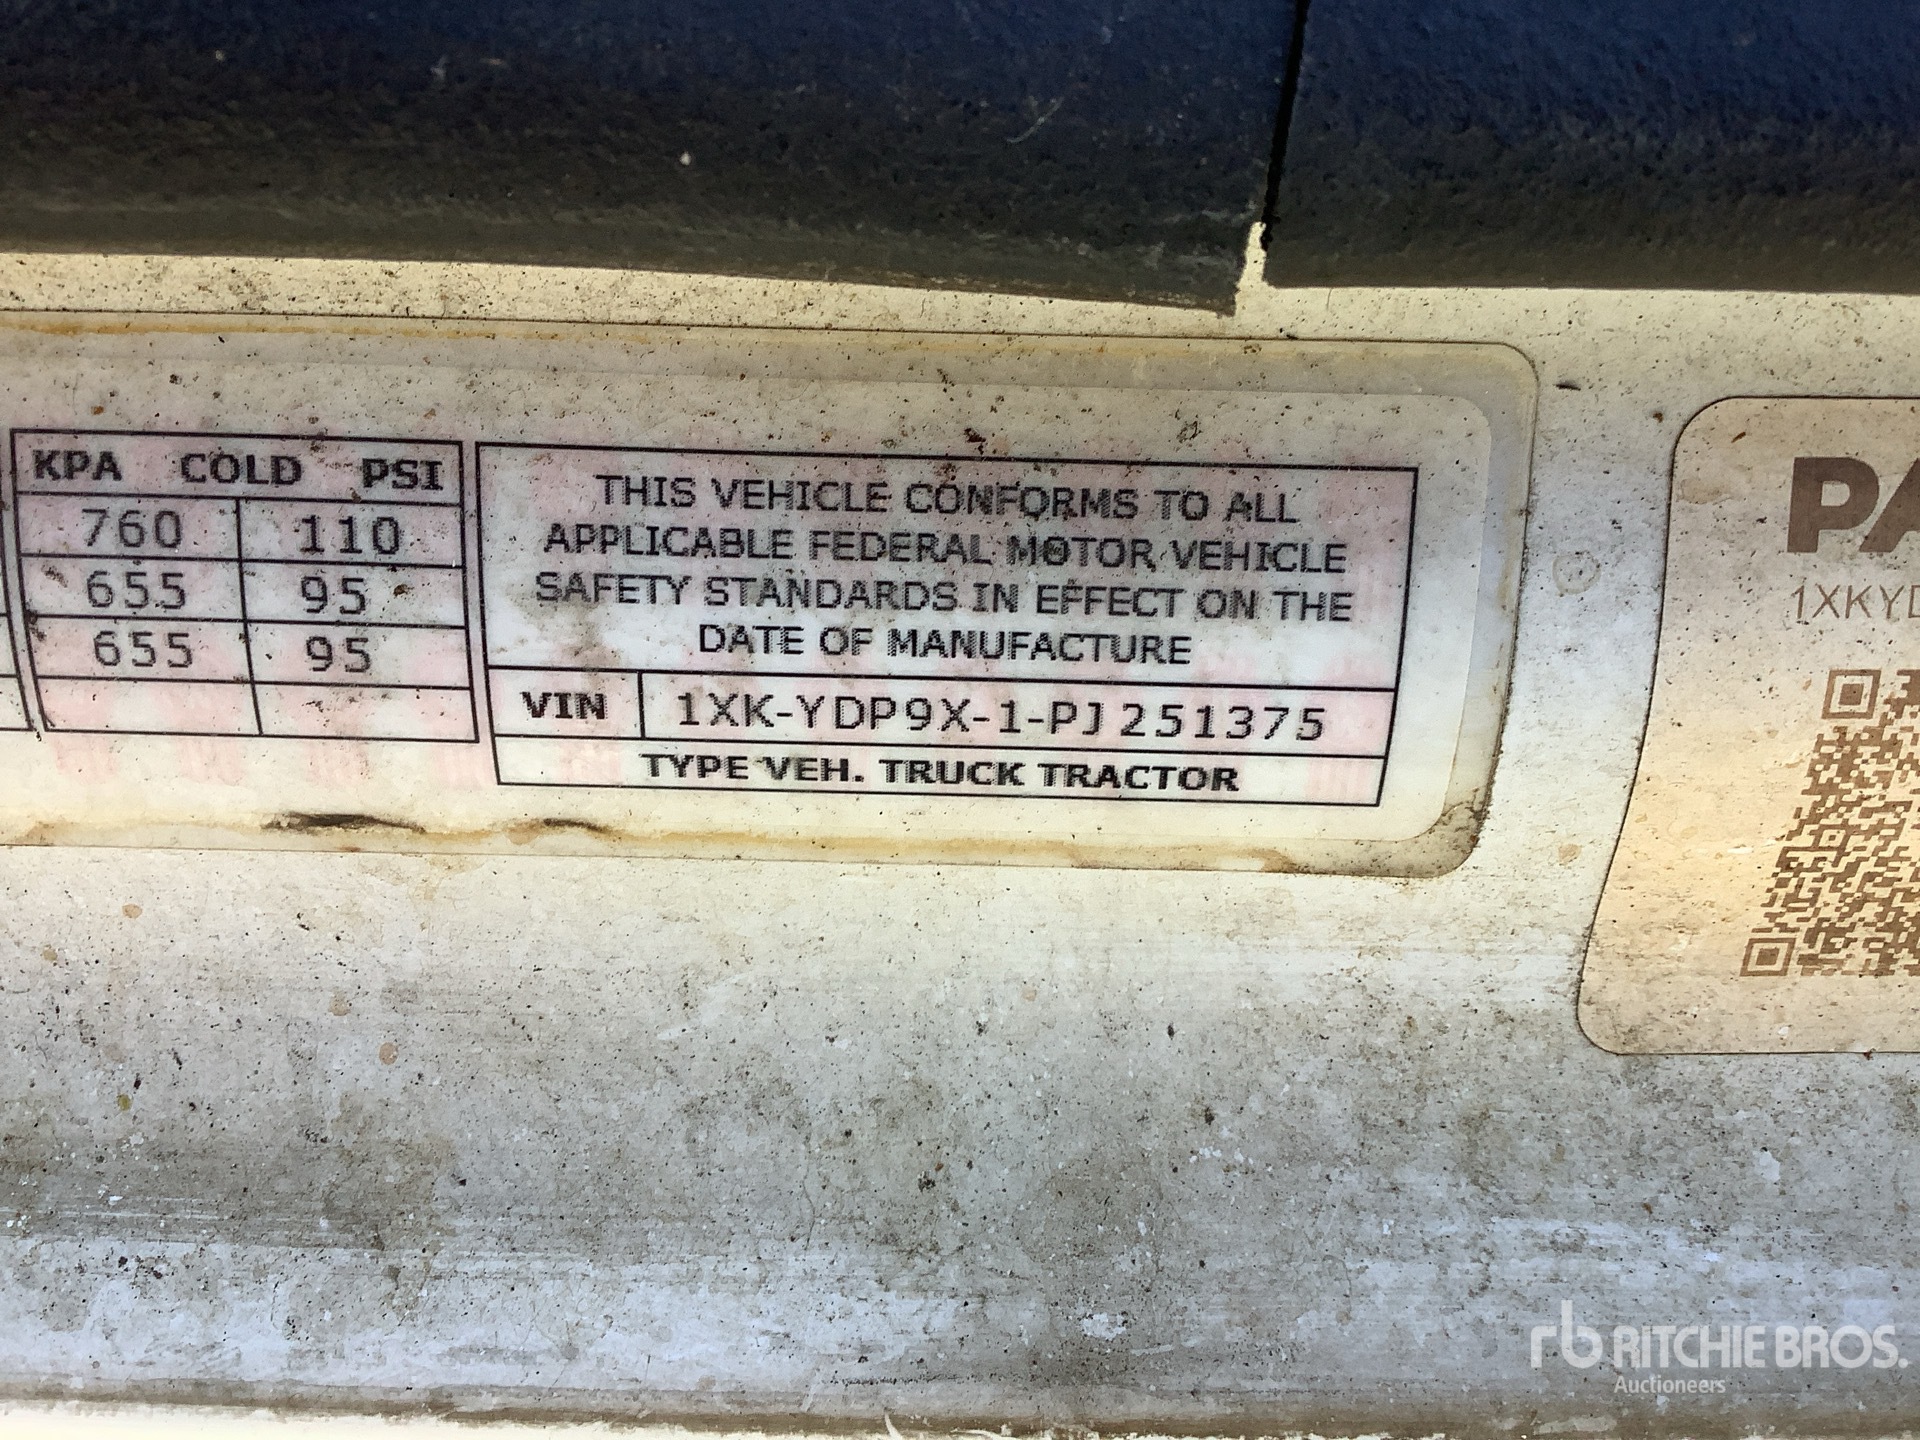 KPA COLD PSI
760 110
655 95
655 95
THIS VEHICLE CONFORMS TO ALL
APPLICABLE FEDERAL MOTOR VEHICLE
SAFETY STANDARDS IN EFFECT ON THE
DATE OF MANUFACTURE
VIN 1XK-YDP9X-1-PJ251375
TYPE VEH. TRUCK TRACTOR
PA
1XKYD
rb RITCHIE BROS.
Auctioneers